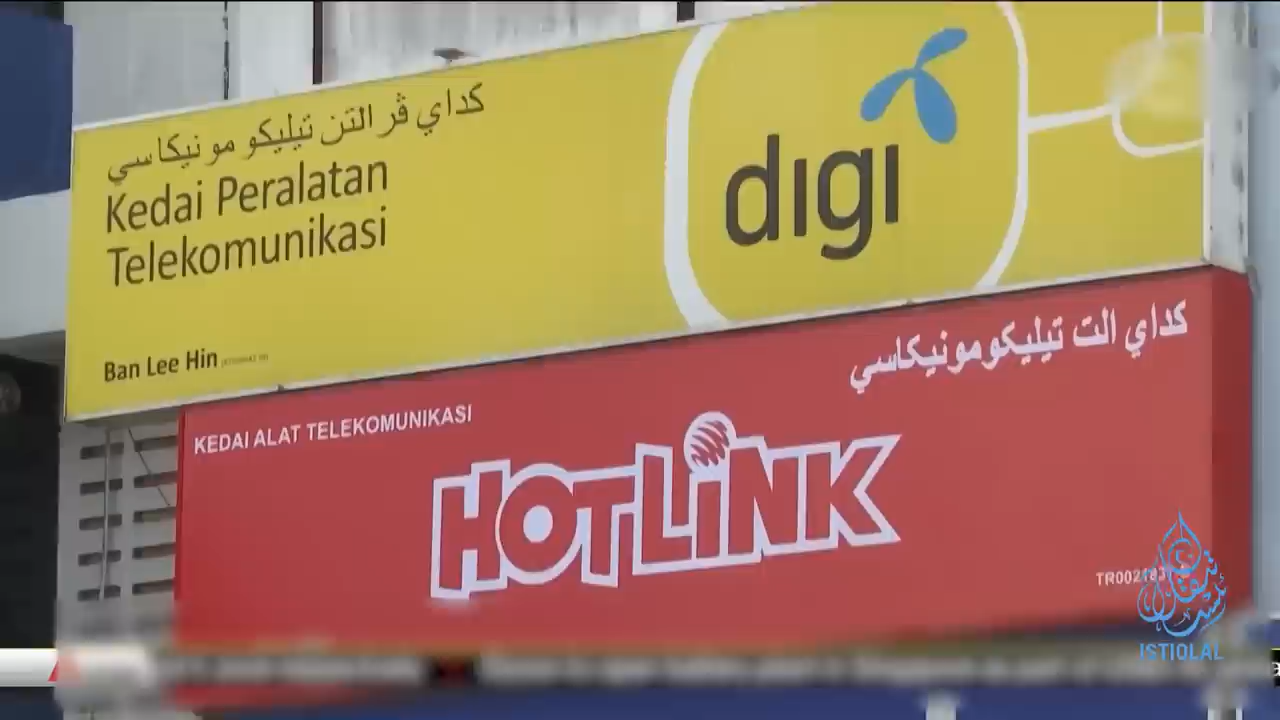 كداي ڤرالتن تيليكومونيكاسي
Kedai Peralatan
Telekomunikasi
digi
Ban Lee Hin
كداي الت تيليكومونيكاسي
KEDAI ALAT TELEKOMUNIKASI
HOTLINK
ISTIQLAL